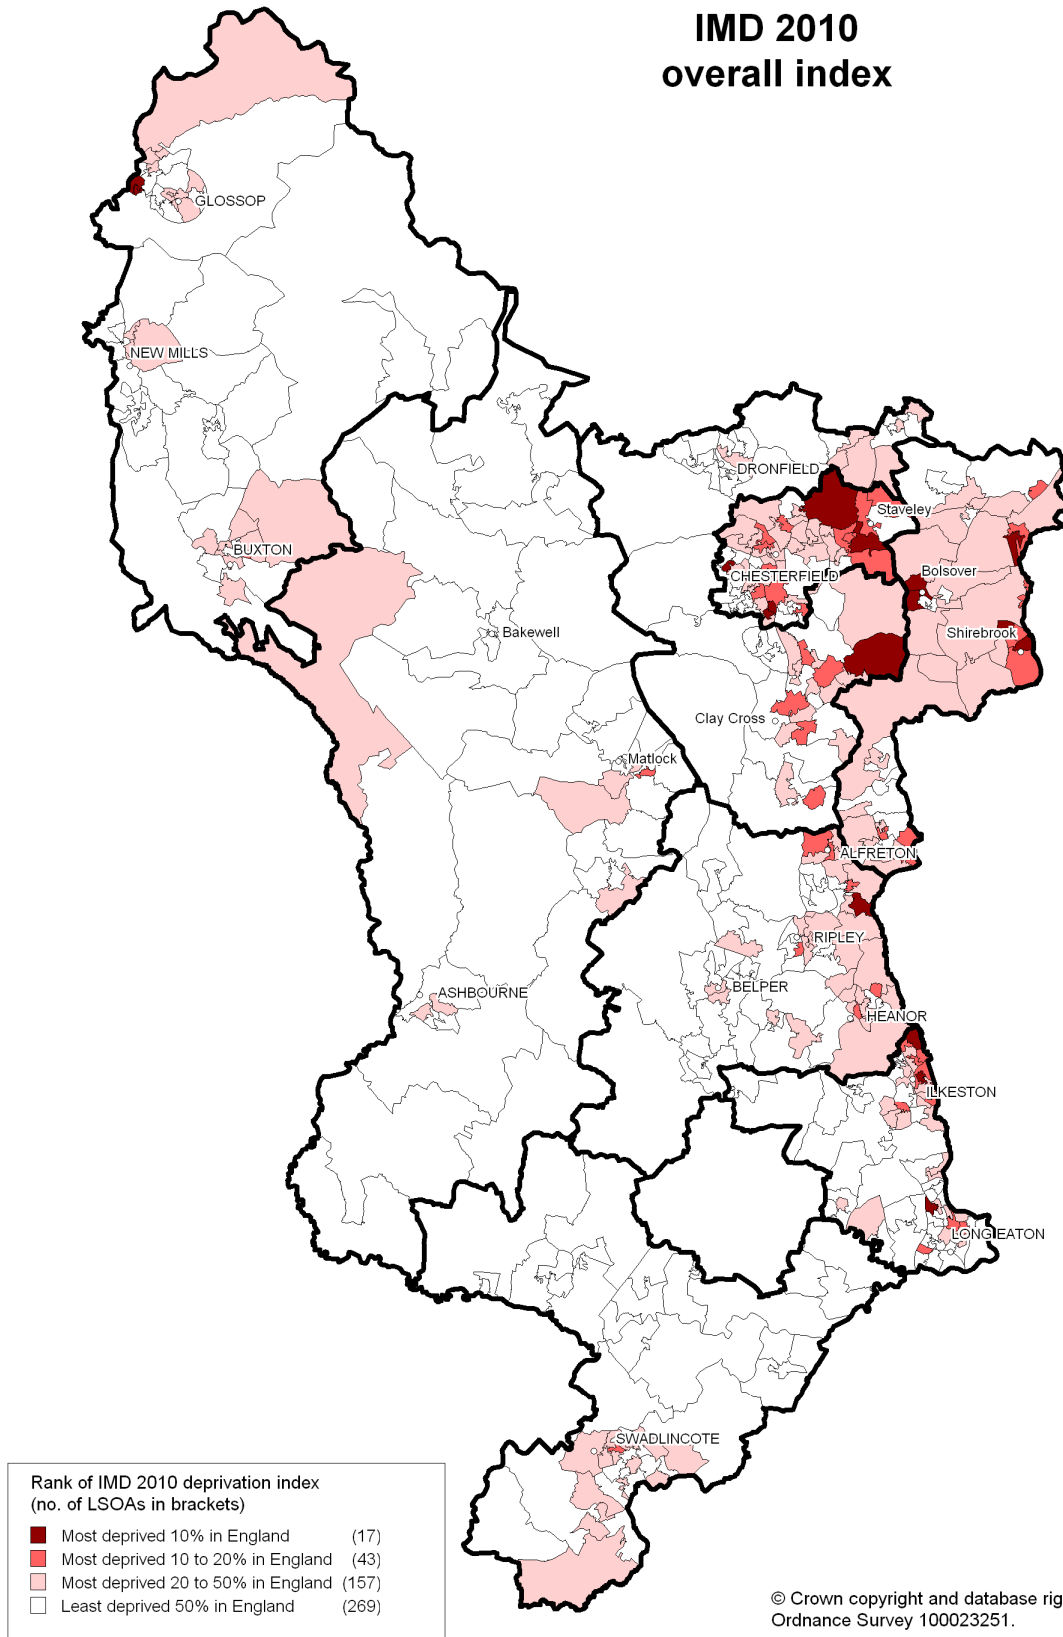 IMD 2010
overall index
GLOSSOP
NEW MILLS
DRONFIELD
Staveley
BUXTON
CHESTERFIELD
Bolsover
Bakewell
Shirebrook
Clay Cross
Matlock
ALFRETON
RIPLEY
ASHBOURNE
BELPER
HEANOR
ILKESTON
LONG EATON
SWADLINCOTE
Rank of IMD 2010 deprivation index
(no. of LSOAs in brackets)
Most deprived 10% in England (17)
Most deprived 10 to 20% in England (43)
Most deprived 20 to 50% in England (157)
Least deprived 50% in England (269)
© Crown copyright and database rig
Ordnance Survey 100023251.